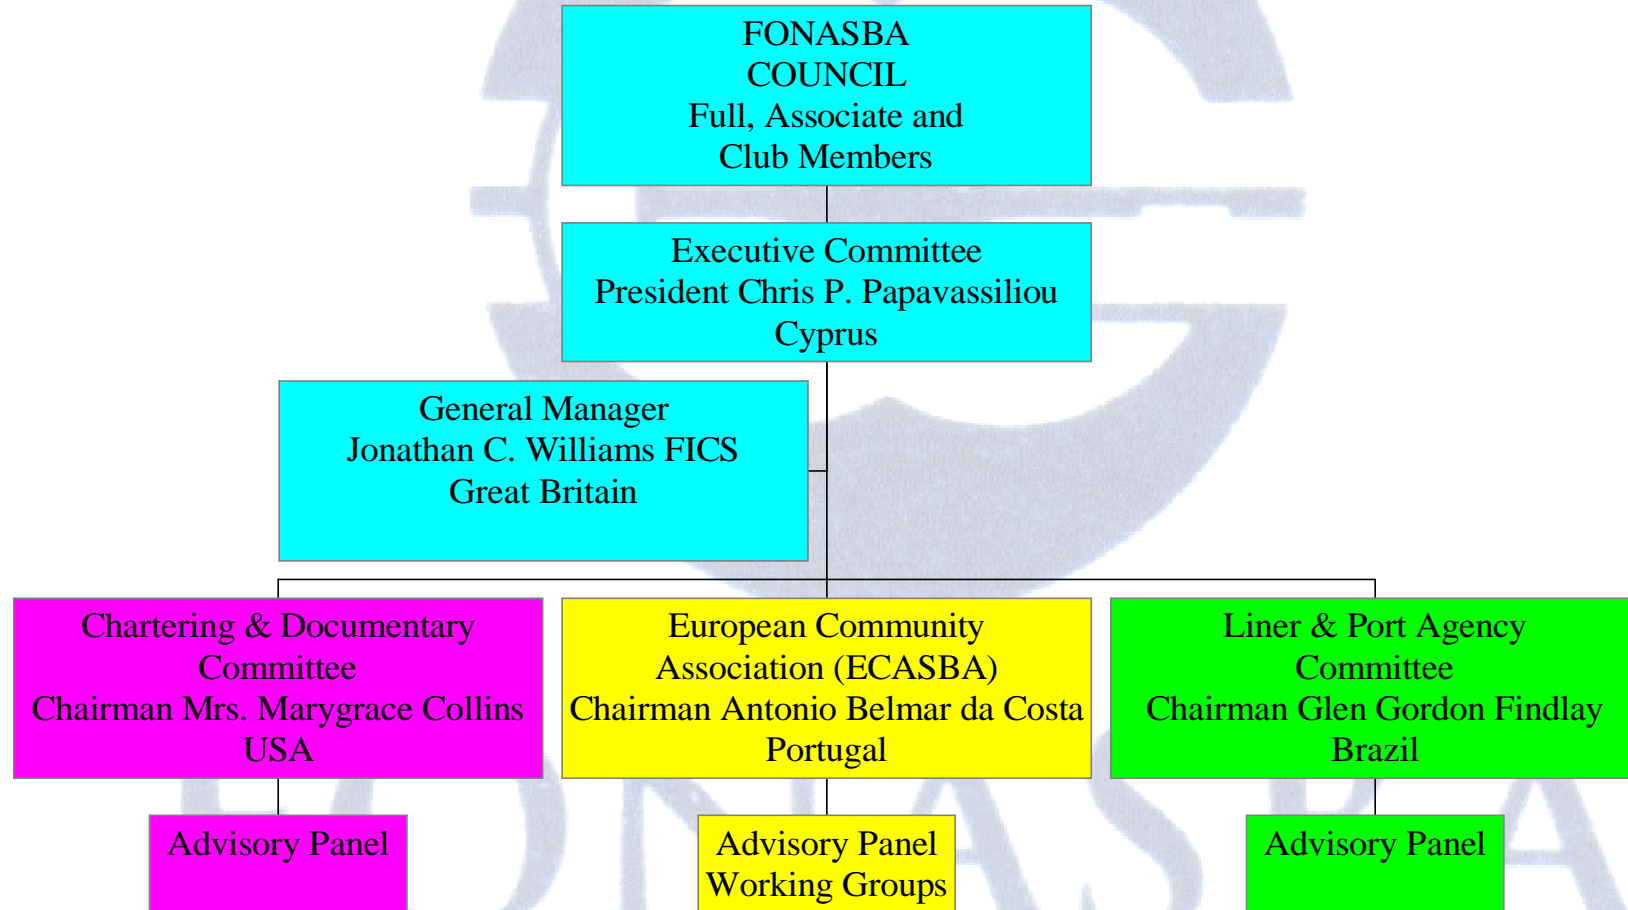 FONASBA
COUNCIL
Full, Associate and
Club Members
Executive Committee
President Chris P. Papavassiliou
Cyprus
General Manager
Jonathan C. Williams FICS
Great Britain
Chartering & Documentary
Committee
Chairman Mrs. Marygrace Collins
USA
European Community
Association (ECASBA)
Chairman Antonio Belmar da Costa
Portugal
Liner & Port Agency
Committee
Chairman Glen Gordon Findlay
Brazil
Advisory Panel
Advisory Panel
Working Groups
Advisory Panel
FONASBA